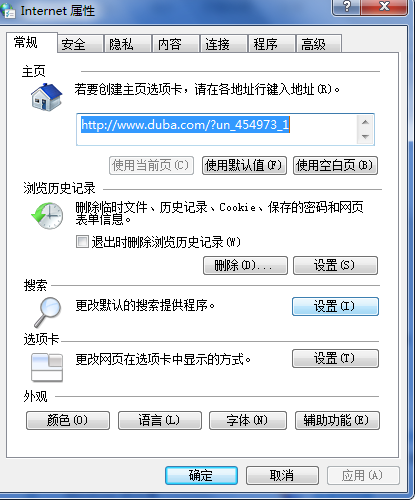 Internet 属性
常规 安全 隐私 内容 连接 程序 高级
主页
若要创建主页选项卡，请在各地址行键入地址(R)。
http://www.duba.com/?un_454973_1
使用当前页(C) 使用默认值(F) 使用空白页(B)
浏览历史记录
删除临时文件、历史记录、Cookie、保存的密码和网页
表单信息。
退出时删除浏览历史记录(W)
删除(D)... 设置(S)
搜索
更改默认的搜索提供程序。 设置(I)
选项卡
更改网页在选项卡中显示的方式。 设置(T)
外观
颜色(O) 语言(L) 字体(N) 辅助功能(E)
确定 取消 应用(A)